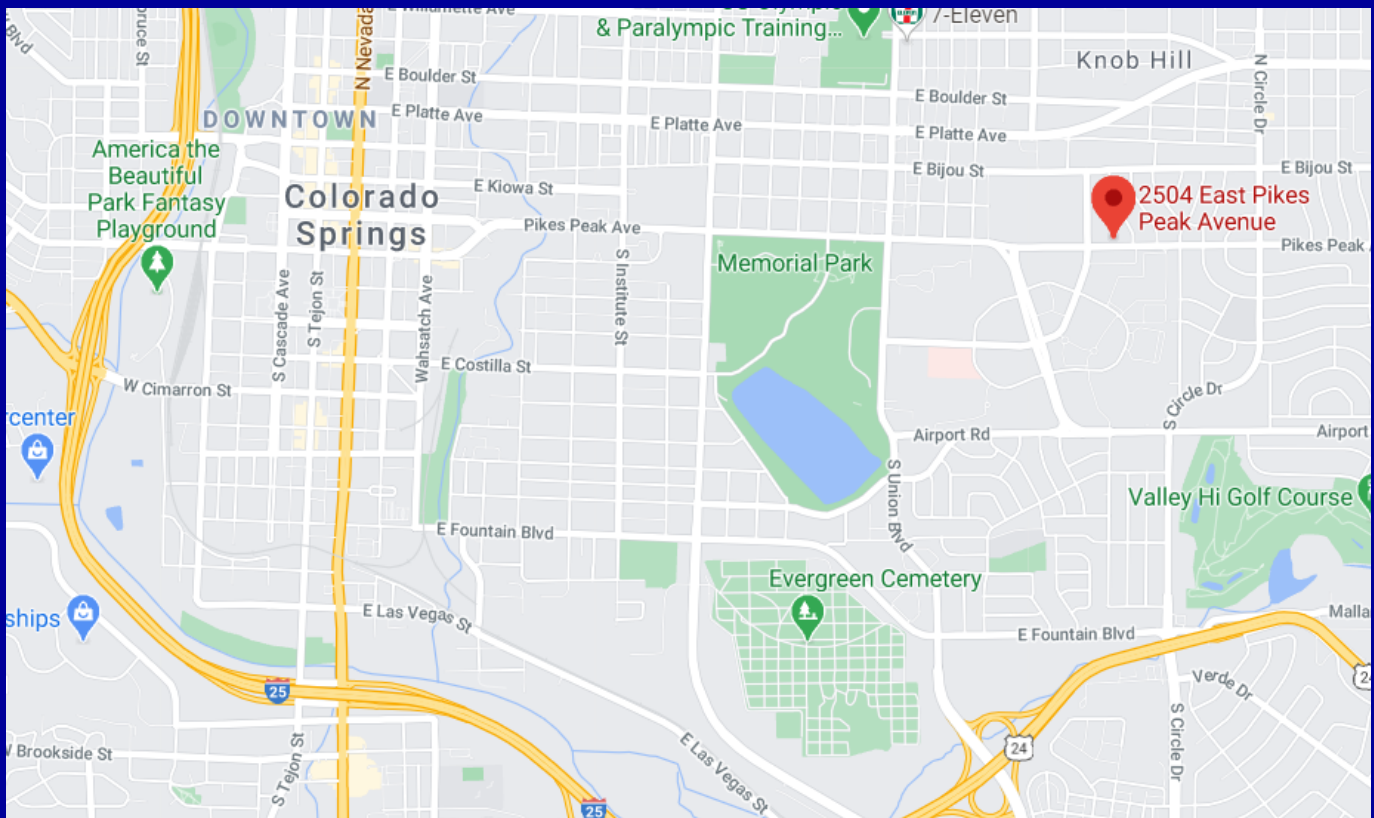 E Willamette Ave
& Paralympic Training...
7-Eleven
Blvd
N Nevada
Knob Hill
N Circle Dr
E Boulder St
E Boulder St
DOWNTOWN
E Platte Ave
E Platte Ave
E Platte Ave
America the
Beautiful
Park Fantasy
Playground
E Bijou St
E Bijou St
Colorado
Springs
E Kiowa St
2504 East Pikes
Peak Avenue
Pikes Peak Ave
Pikes Peak
S Institute St
Memorial Park
S Cascade Ave
S Tejon St
Wahsatch Ave
E Costilla St
W Cimarron St
S Circle Dr
rcenter
Airport Rd
Airport
S Union Blvd
Valley Hi Golf Course
E Fountain Blvd
Evergreen Cemetery
ships
E Las Vegas St
E Fountain Blvd
Malla
25
24
Verde Dr
S Circle Dr
S Tejon St
E Las Vegas St
24
Brookside St
25